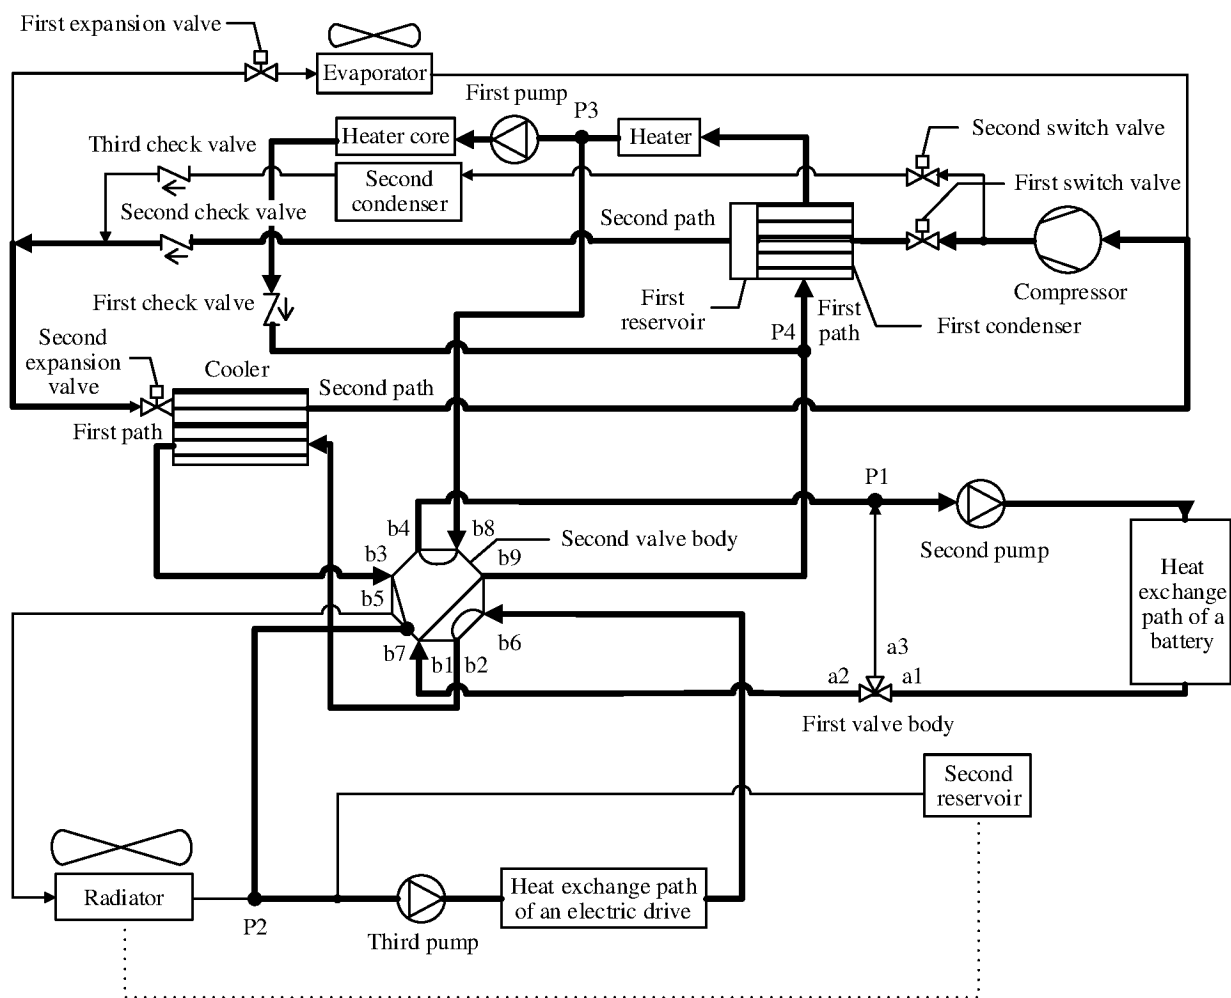 First expansion valve
Evaporator
First pump
P3
Heater core
Heater
Second switch valve
Third check valve
Second
condenser
First switch valve
Second check valve
Second path
First check valve
First
reservoir
First
path
Compressor
P4
First condenser
Second
expansion
valve
Cooler
Second path
First path
P1
b4
b8
Second valve body
Second pump
b3
b9
Heat
exchange
path of a
battery
b5
b6
b7
b1
b2
a3
a2
a1
First valve body
Second
reservoir
Radiator
Heat exchange path
of an electric drive
P2
Third pump